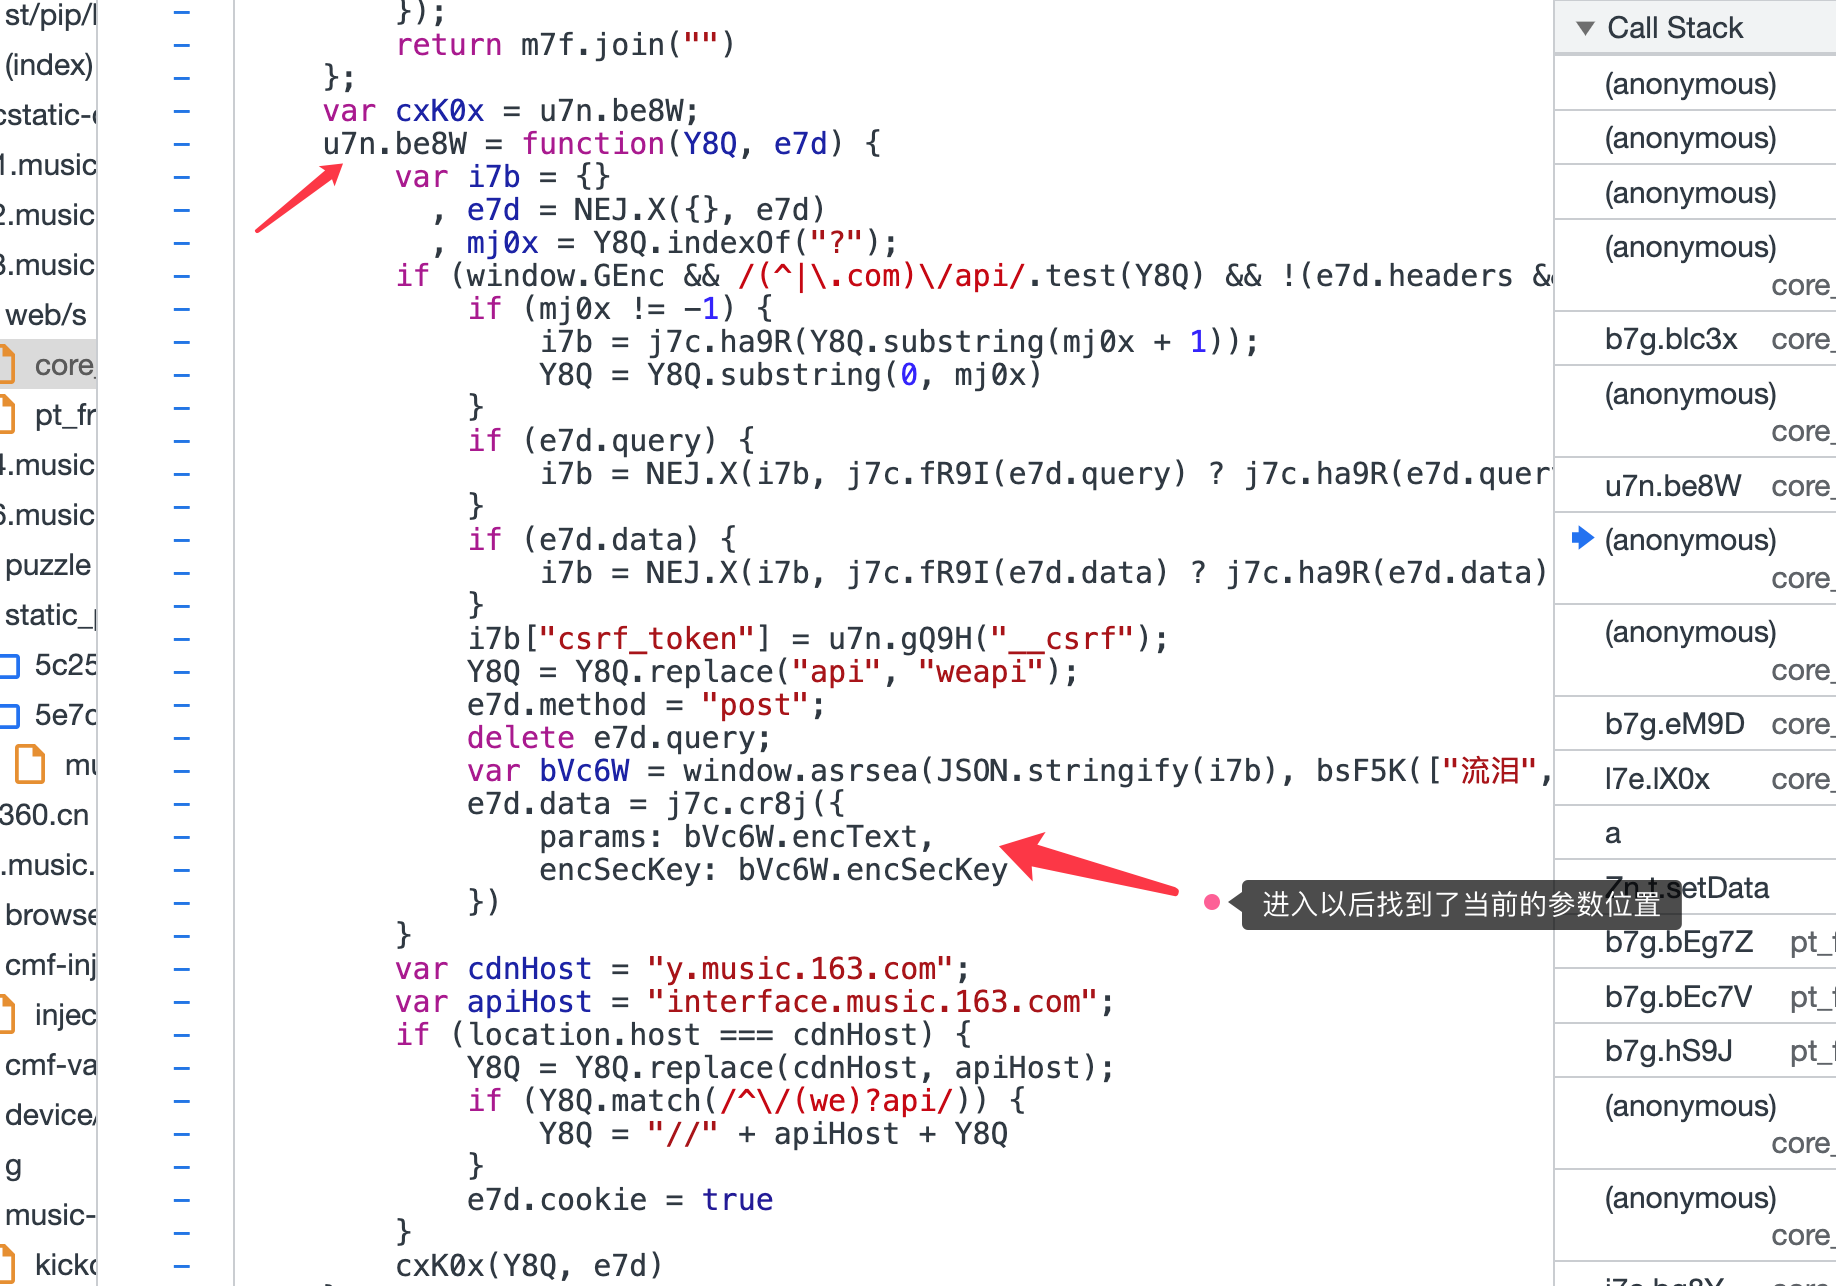 st/pip/
(index)
cstatic-
1.music
2.music
3.music
web/s
core_
pt_fr
4.music
6.music
puzzle
static_
5c25
5e7c
mu
360.cn
.music.
browse
cmf-inj
injec
cmf-va
device/
g
music-
kickc
});
return m7f.join("")
};
var cxK0x = u7n.be8W;
u7n.be8W = function(Y8Q, e7d) {
var i7b = {}
, e7d = NEJ.X({}, e7d)
, mj0x = Y8Q.indexOf("?");
if (window.GEnc && /(^|\.com)\/api/.test(Y8Q) && !(e7d.headers &&
if (mj0x != -1) {
i7b = j7c.ha9R(Y8Q.substring(mj0x + 1));
Y8Q = Y8Q.substring(0, mj0x)
}
if (e7d.query) {
i7b = NEJ.X(i7b, j7c.fR9I(e7d.query) ? j7c.ha9R(e7d.quer
}
if (e7d.data) {
i7b = NEJ.X(i7b, j7c.fR9I(e7d.data) ? j7c.ha9R(e7d.data)
}
i7b["csrf_token"] = u7n.gQ9H("__csrf");
Y8Q = Y8Q.replace("api", "weapi");
e7d.method = "post";
delete e7d.query;
var bVc6W = window.asrsea(JSON.stringify(i7b), bsF5K(["流泪",
e7d.data = j7c.cr8j({
params: bVc6W.encText,
encSecKey: bVc6W.encSecKey
})
}
var cdnHost = "y.music.163.com";
var apiHost = "interface.music.163.com";
if (location.host === cdnHost) {
Y8Q = Y8Q.replace(cdnHost, apiHost);
if (Y8Q.match(/^\/(we)?api/)) {
Y8Q = "//" + apiHost + Y8Q
}
e7d.cookie = true
}
cxK0x(Y8Q, e7d)
进入以后找到了当前的参数位置
Call Stack
(anonymous)
(anonymous)
(anonymous)
(anonymous)
core_
b7g.blc3x core_
(anonymous)
core_
u7n.be8W core_
(anonymous)
core_
(anonymous)
core_
b7g.eM9D core_
l7e.lX0x core_
a
7n.t.setData
b7g.bEg7Z pt_f
b7g.bEc7V pt_f
b7g.hS9J pt_f
(anonymous)
core_
(anonymous)
core_